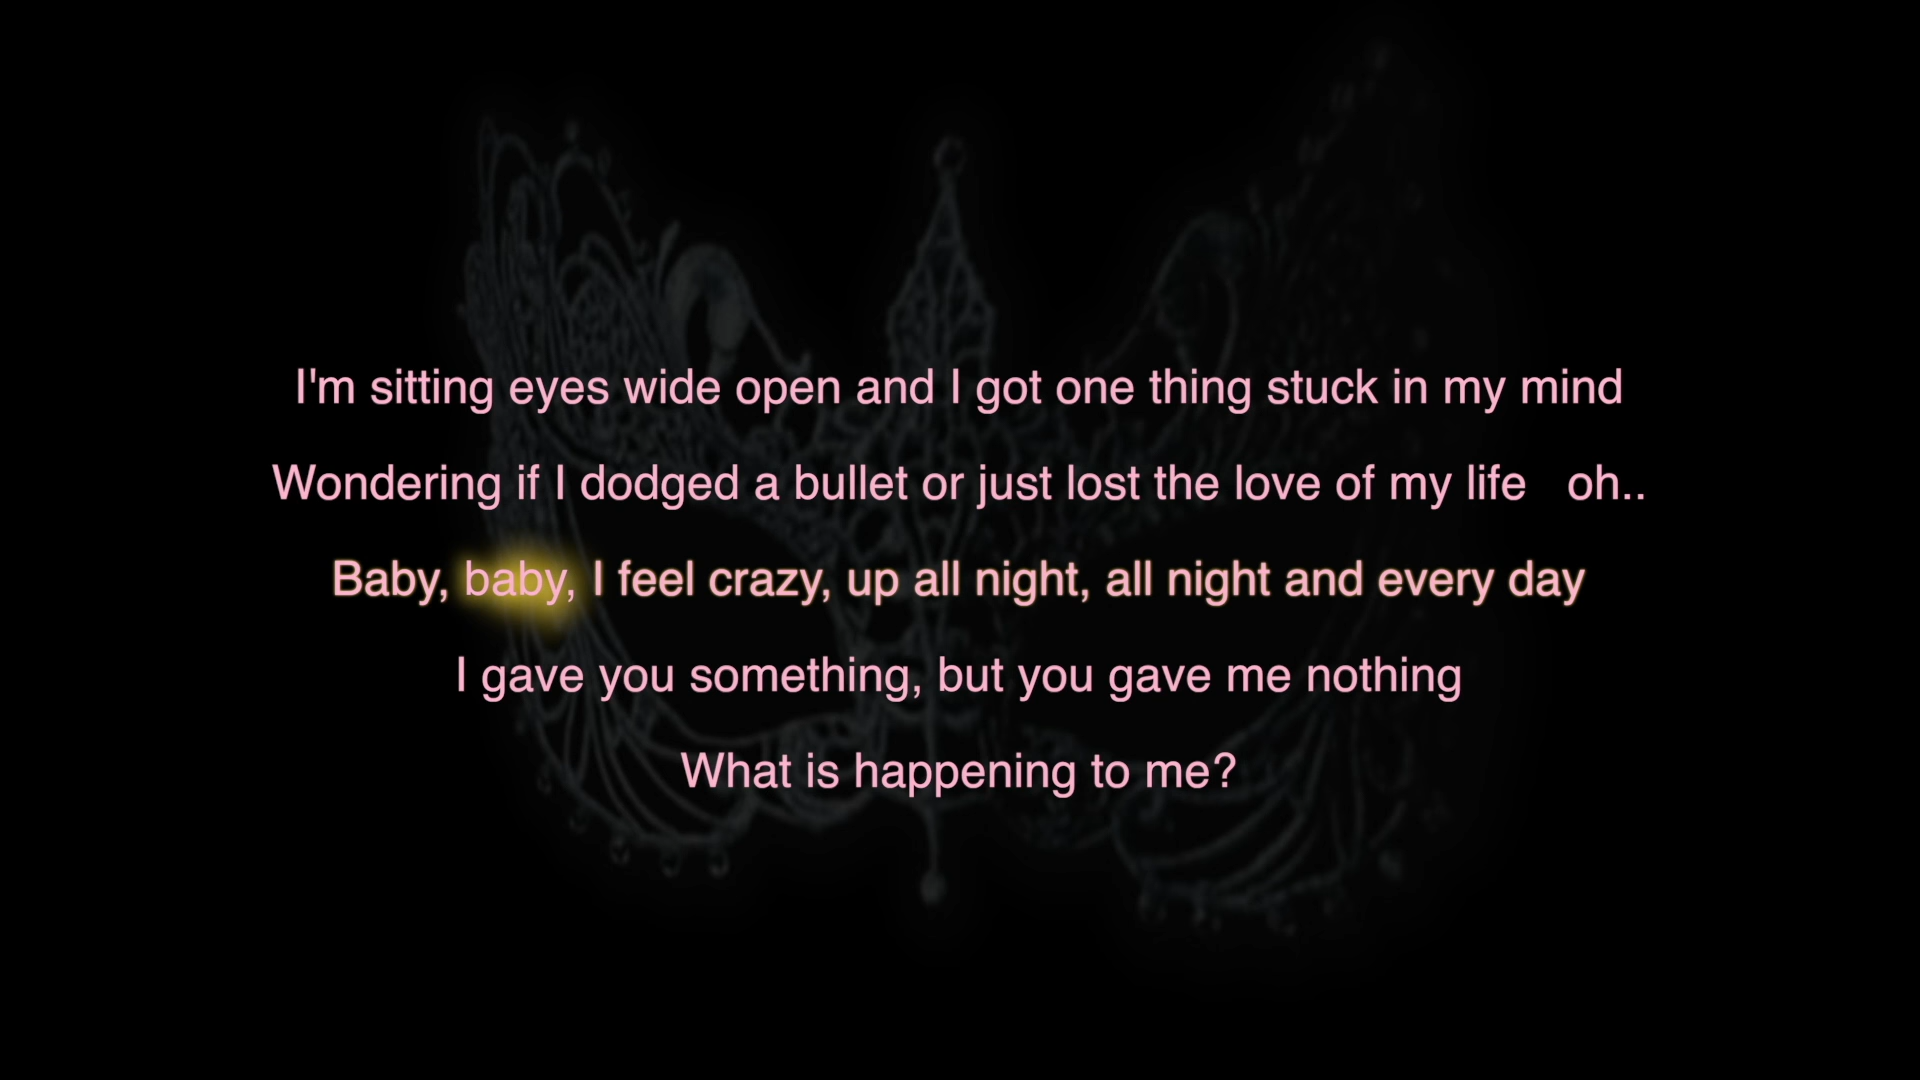 I'm sitting eyes wide open and I got one thing stuck in my mind
Wondering if I dodged a bullet or just lost the love of my life   oh..
Baby, baby, I feel crazy, up all night, all night and every day
I gave you something, but you gave me nothing
What is happening to me?